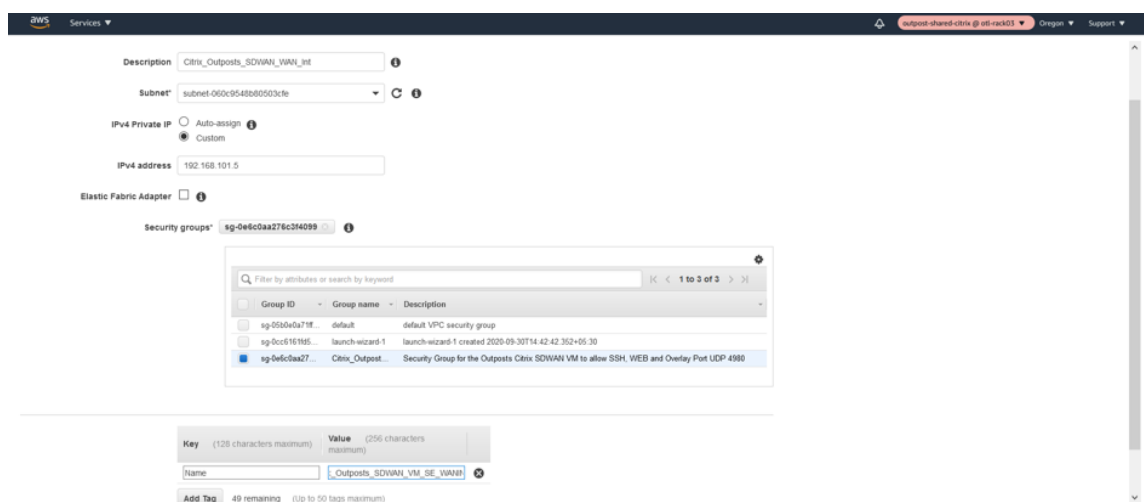 aws Services outpost-shared-citrix @ otl-rack03 Oregon Support
Description Citrix_Outposts_SDWAN_WAN_Int
Subnet* subnet-060c9548b80503cfe
IPv4 Private IP Auto-assign
Custom
IPv4 address 192.168.101.5
Elastic Fabric Adapter
Security groups* sg-0e6c0aa276c3f4099
Filter by attributes or search by keyword 1 to 3 of 3
Group ID Group name Description
sg-05b0e0a71ff... default default VPC security group
sg-0cc6161fd5... launch-wizard-1 launch-wizard-1 created 2020-09-30T14:42:42.352+05:30
sg-0e6c0aa27... Citrix_Outpost... Security Group for the Outposts Citrix SDWAN VM to allow SSH, WEB and Overlay Port UDP 4980
Key (128 characters maximum) Value (256 characters
maximum)
Name _Outposts_SDWAN_VM_SE_WANIN
Add Tag 49 remaining (Up to 50 tags maximum)